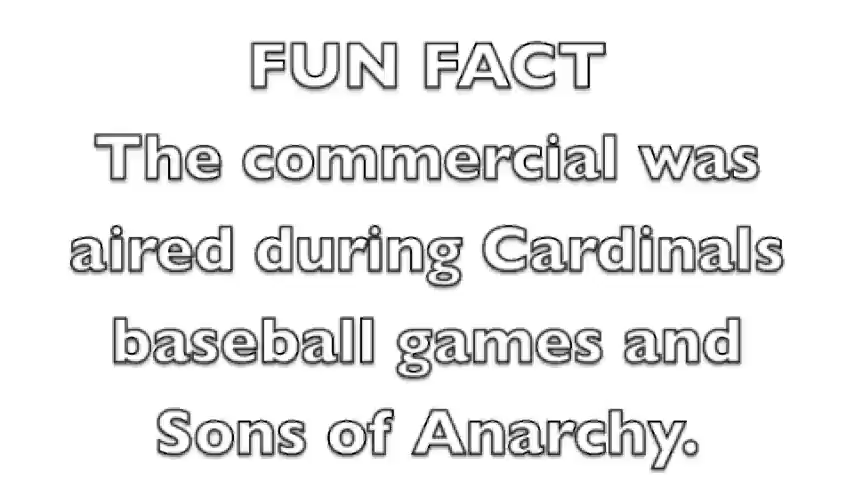 FUN FACT
The commercial was
aired during Cardinals
baseball games and
Sons of Anarchy.